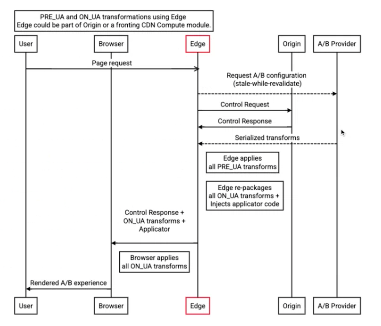 PRE_UA and ON_UA transformations using Edge
Edge could be part of Origin or a fronting CDN Compute module.
User
Browser
Edge
Origin
A/B Provider
Page request
Request A/B configuration
(stale-while-revalidate)
Control Request
Control Response
Serialized transforms
Edge applies
all PRE_UA transforms
Edge re-packages
all ON_UA transforms +
Injects applicator code
Control Response +
ON_UA transforms +
Applicator
Browser applies
all ON_UA transforms
Rendered A/B experience
User
Browser
Edge
Origin
A/B Provider